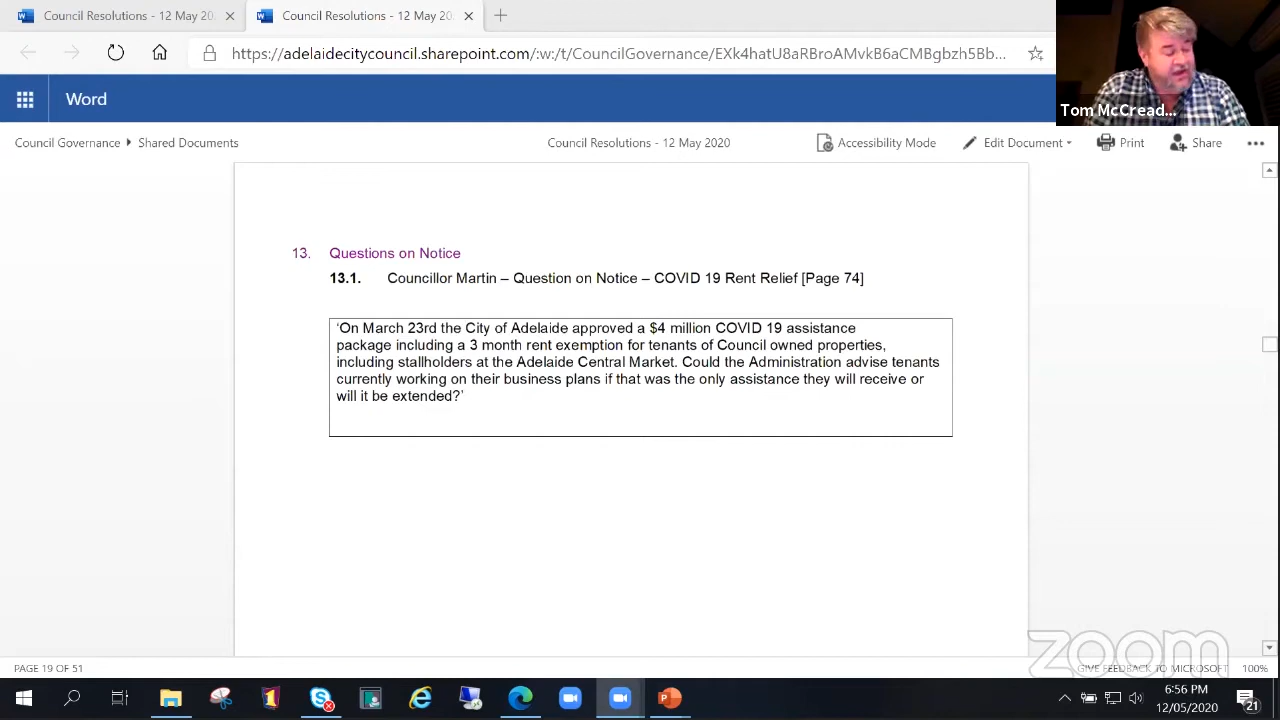 Council Resolutions - 12 May 20
Council Resolutions - 12 May 20
https://adelaidecitycouncil.sharepoint.com/:w:/t/CouncilGovernance/EXk4hatU8aRBroAMvkB6aCMBgbzh5Bb...
Word
Tom McCread...
Council Governance Shared Documents
Council Resolutions - 12 May 2020
Accessibility Mode
Edit Document
Print
Share
13. Questions on Notice
13.1. Councillor Martin – Question on Notice – COVID 19 Rent Relief [Page 74]
‘On March 23rd the City of Adelaide approved a $4 million COVID 19 assistance
package including a 3 month rent exemption for tenants of Council owned properties,
including stallholders at the Adelaide Central Market. Could the Administration advise tenants
currently working on their business plans if that was the only assistance they will receive or
will it be extended?’
zoom
PAGE 19 OF 51
GIVE FEEDBACK TO MICROSOFT 100%
6:56 PM
12/05/2020
21